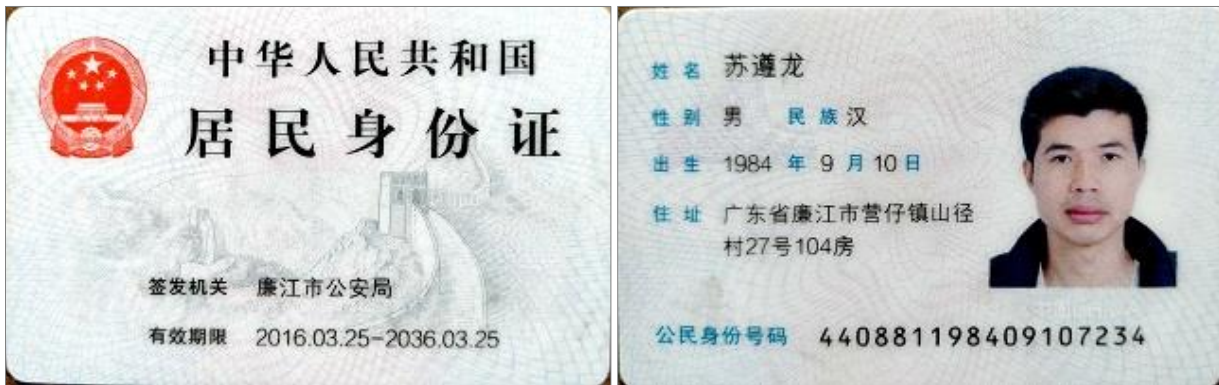 中华人民共和国
居民身份证
签发机关 廉江市公安局
有效期限 2016.03.25-2036.03.25
姓名 苏遵龙
性别 男 民族 汉
出生 1984 年 9 月 10 日
住址 广东省廉江市营仔镇山径
村27号104房
公民身份号码 440881198409107234